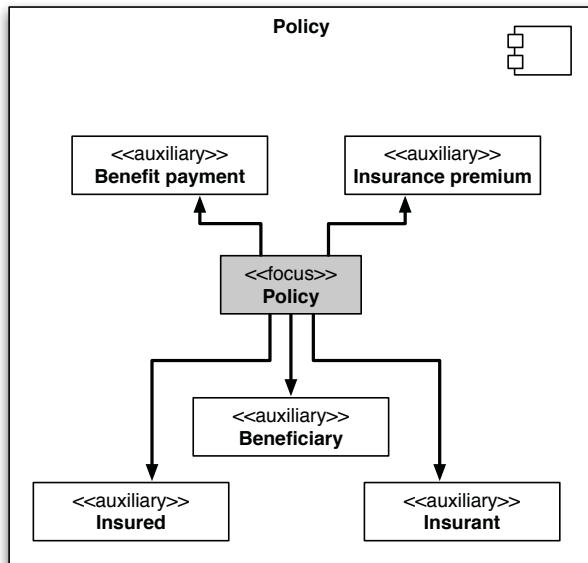 Policy
<<auxiliary>>
Benefit payment
<<auxiliary>>
Insurance premium
<<focus>>
Policy
<<auxiliary>>
Beneficiary
<<auxiliary>>
Insured
<<auxiliary>>
Insurant